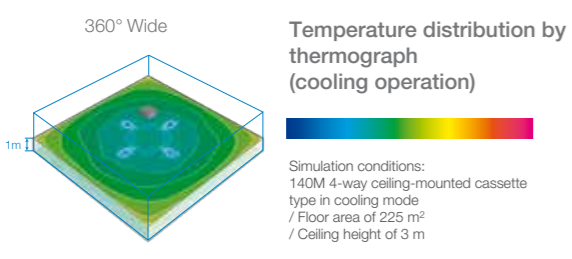 360° Wide
1m
Temperature distribution by
thermograph
(cooling operation)
Simulation conditions:
140M 4-way ceiling-mounted cassette
type in cooling mode
/ Floor area of 225 m²
/ Ceiling height of 3 m